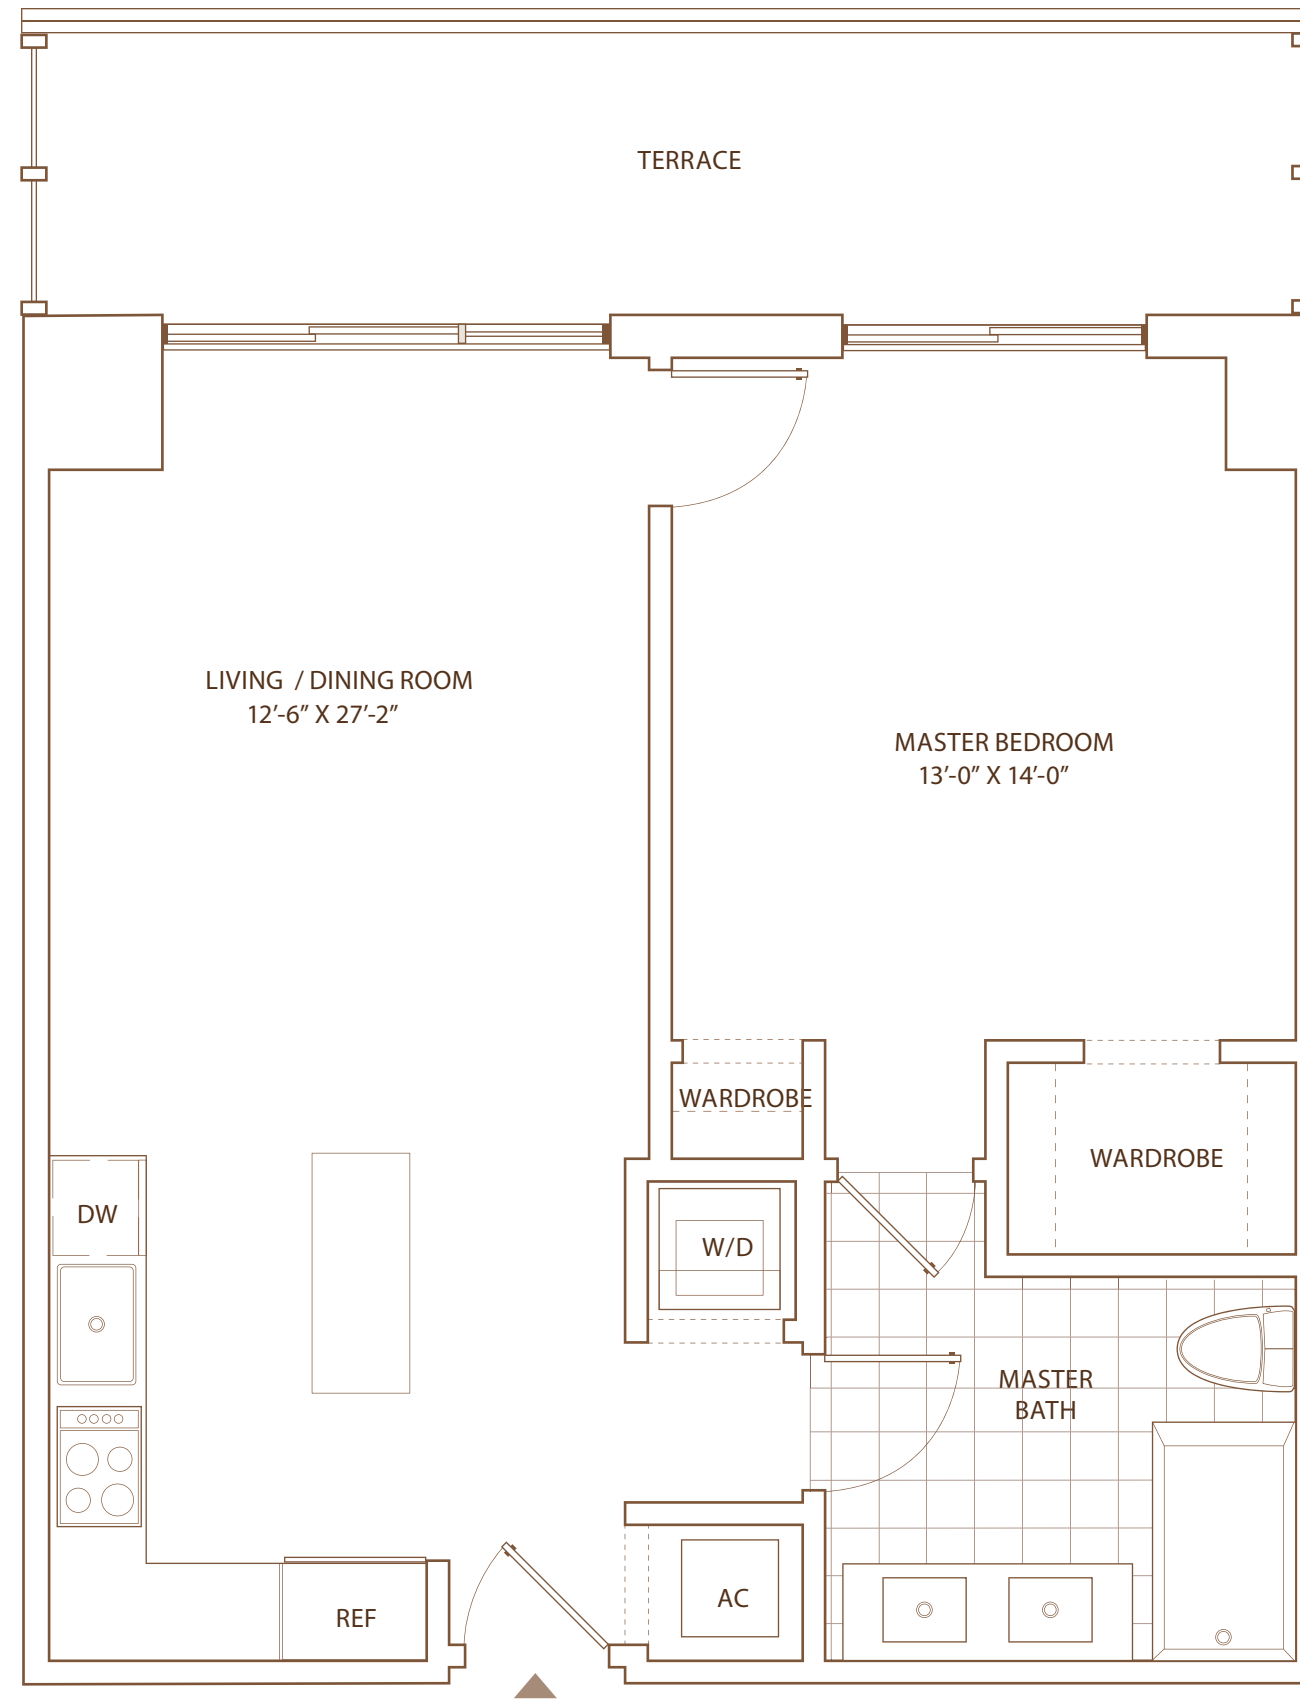 TERRACE
LIVING / DINING ROOM
12’-6” X 27’-2”
MASTER BEDROOM
13’-0” X 14’-0”
WARDROBE
WARDROBE
DW
W/D
MASTER
BATH
AC
REF